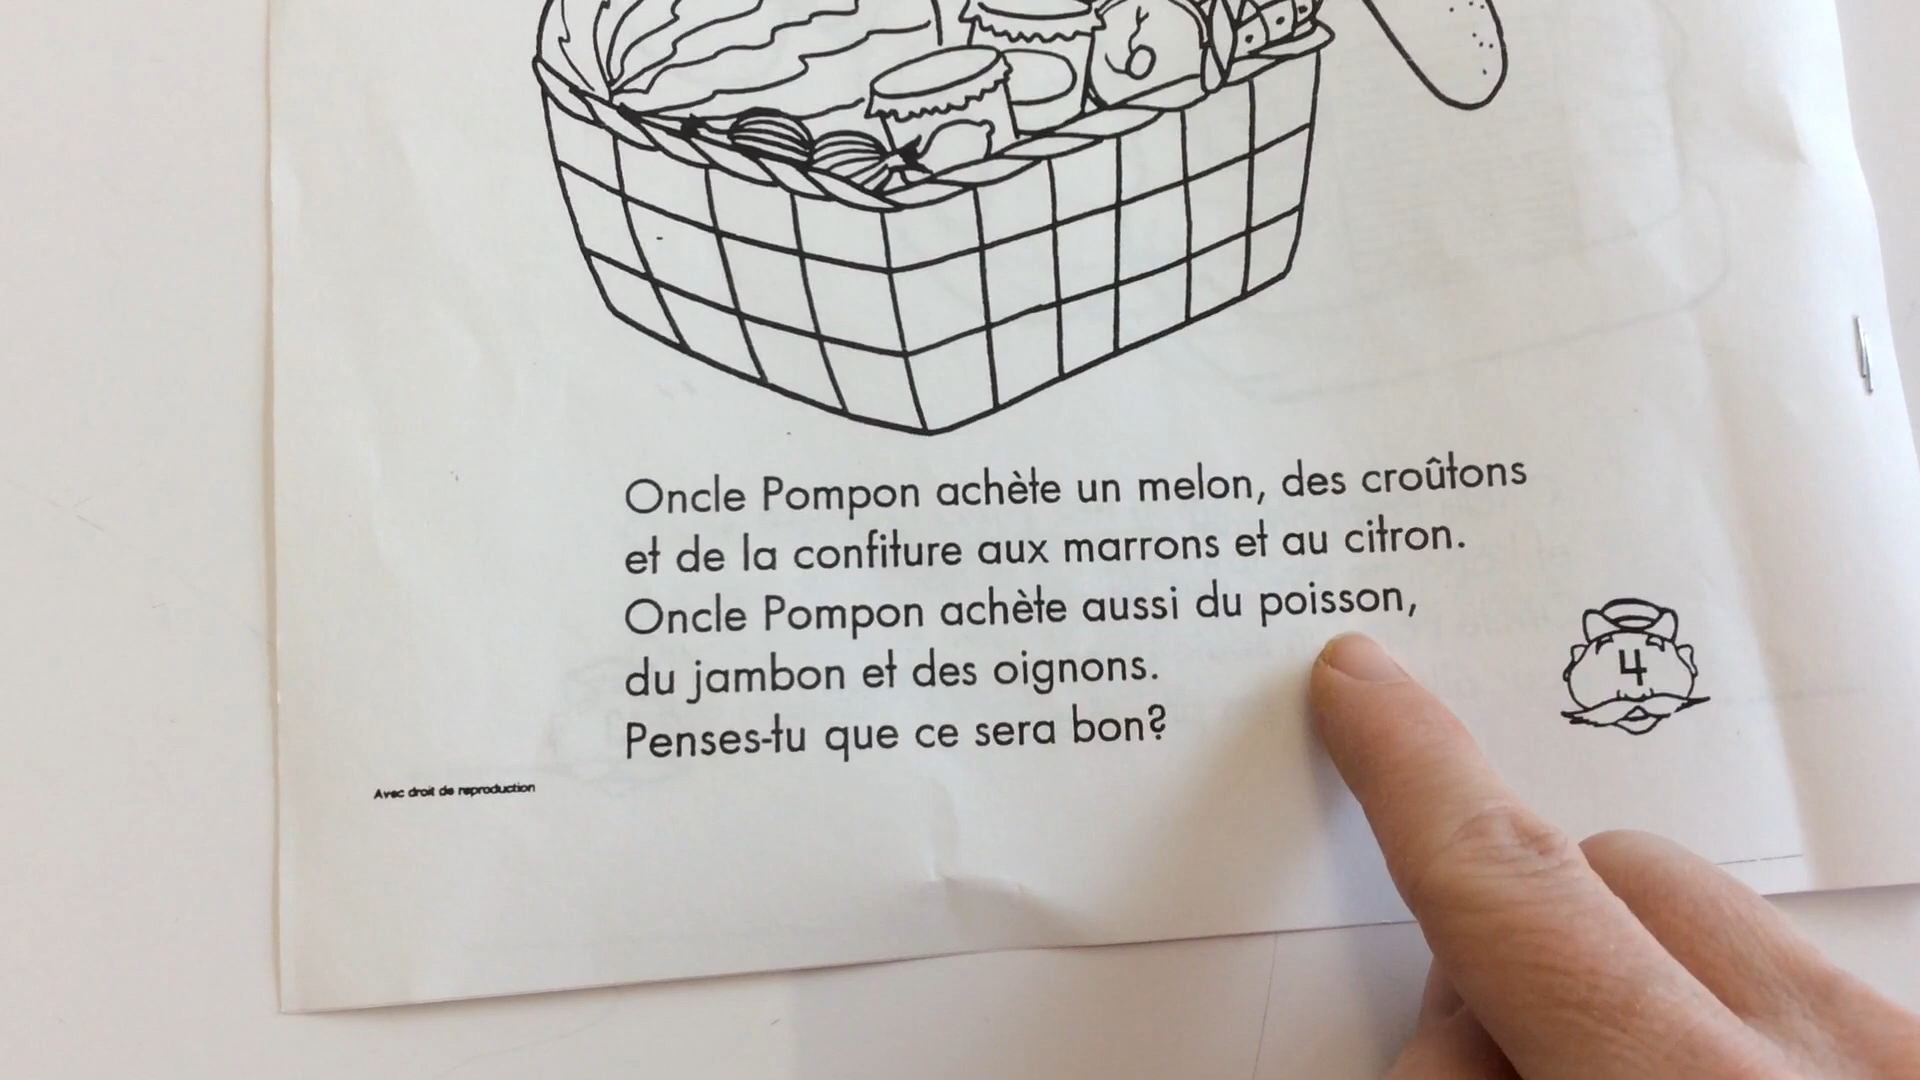 Oncle Pompon achète un melon, des croûtons
et de la confiture aux marrons et au citron.
Oncle Pompon achète aussi du poisson,
du jambon et des oignons.
Penses-tu que ce sera bon?
4
Avec droit de reproduction